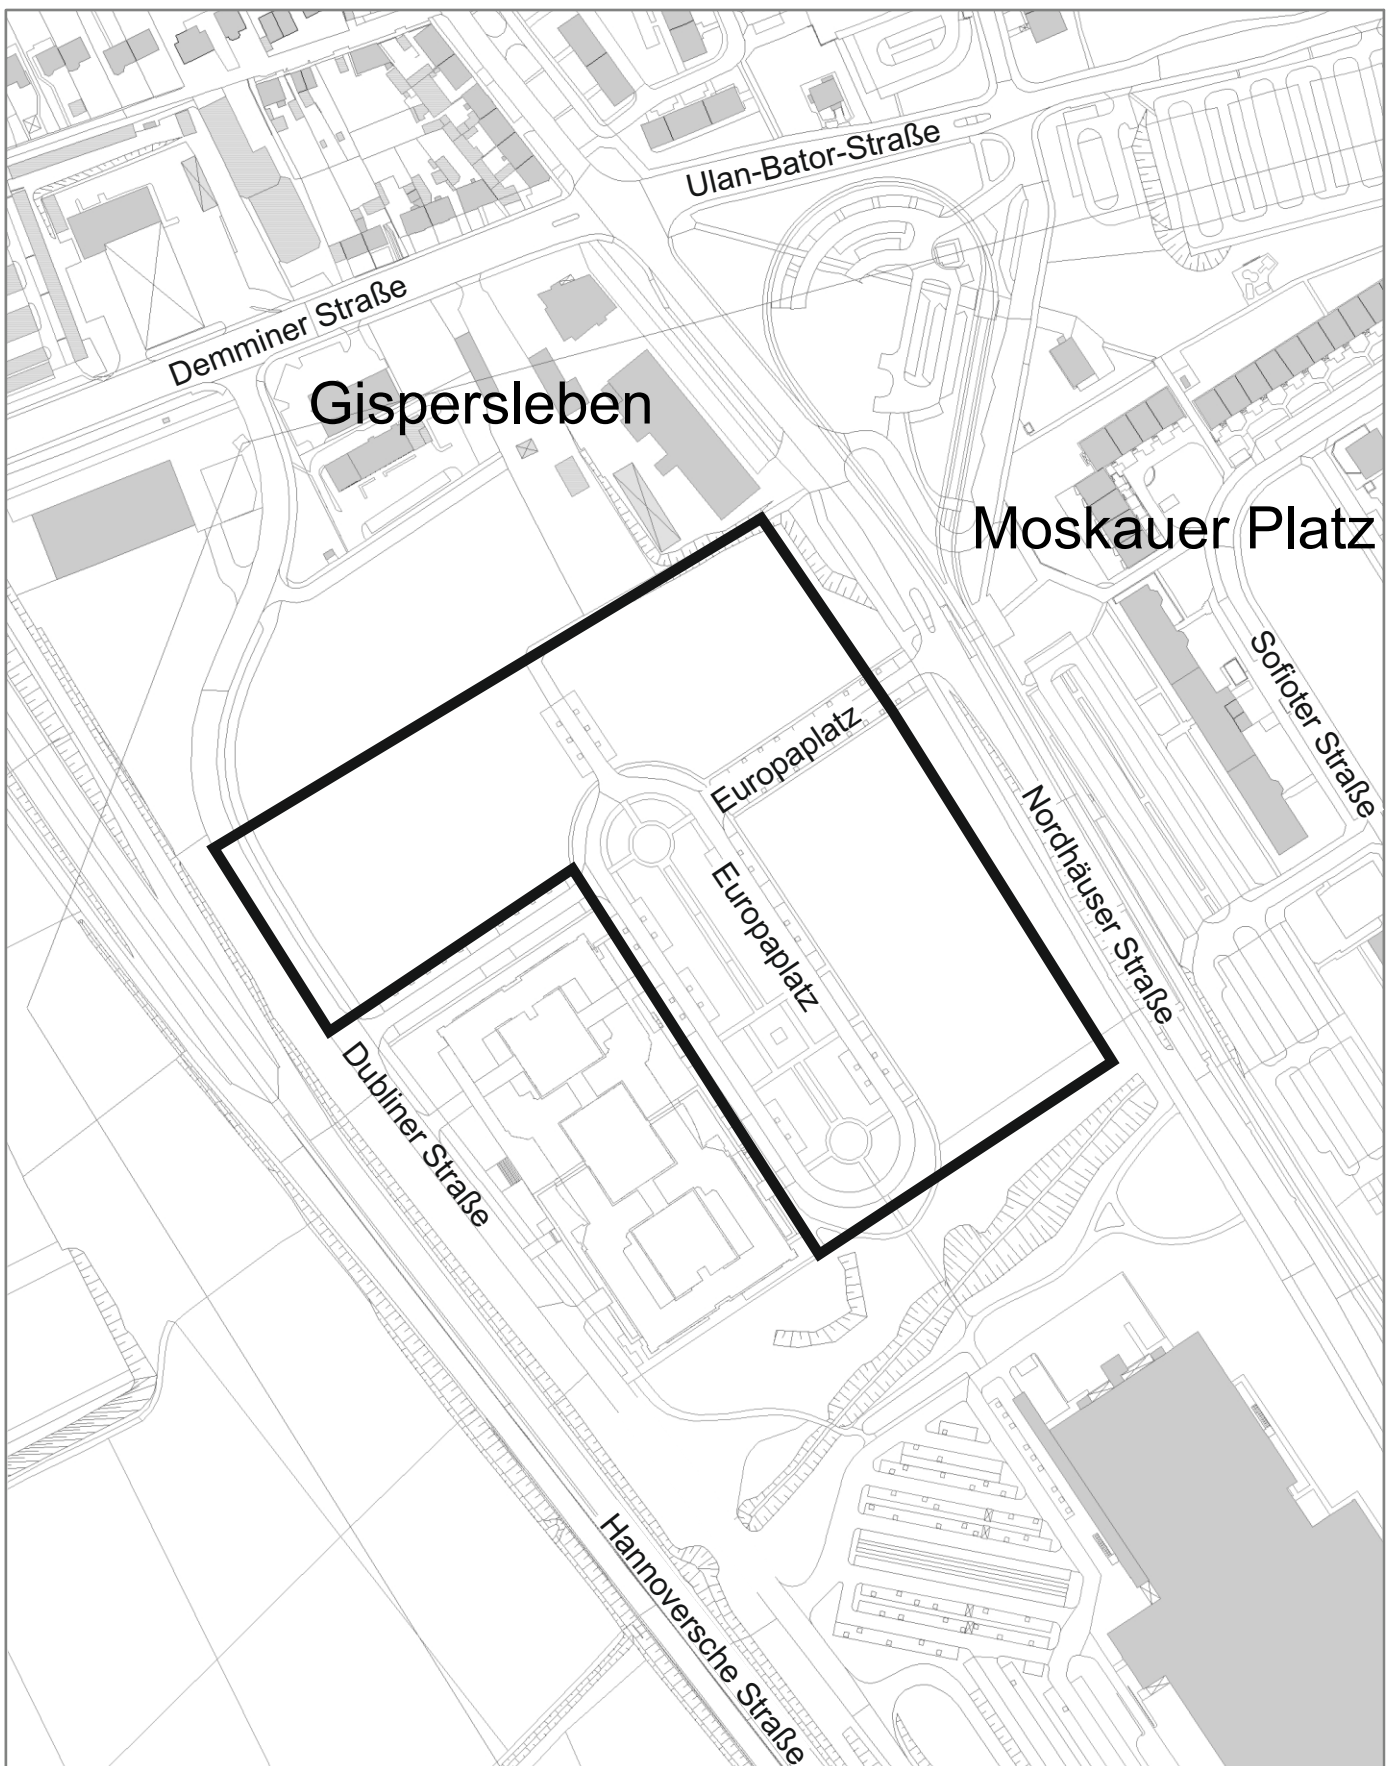 Ulan-Bator-Straße
Demminer Straße
Gispersleben
Moskauer Platz
Sofioter Straße
Europaplatz
Nordhäuser Straße
Europaplatz
Dubliner Straße
Hannoversche Straße